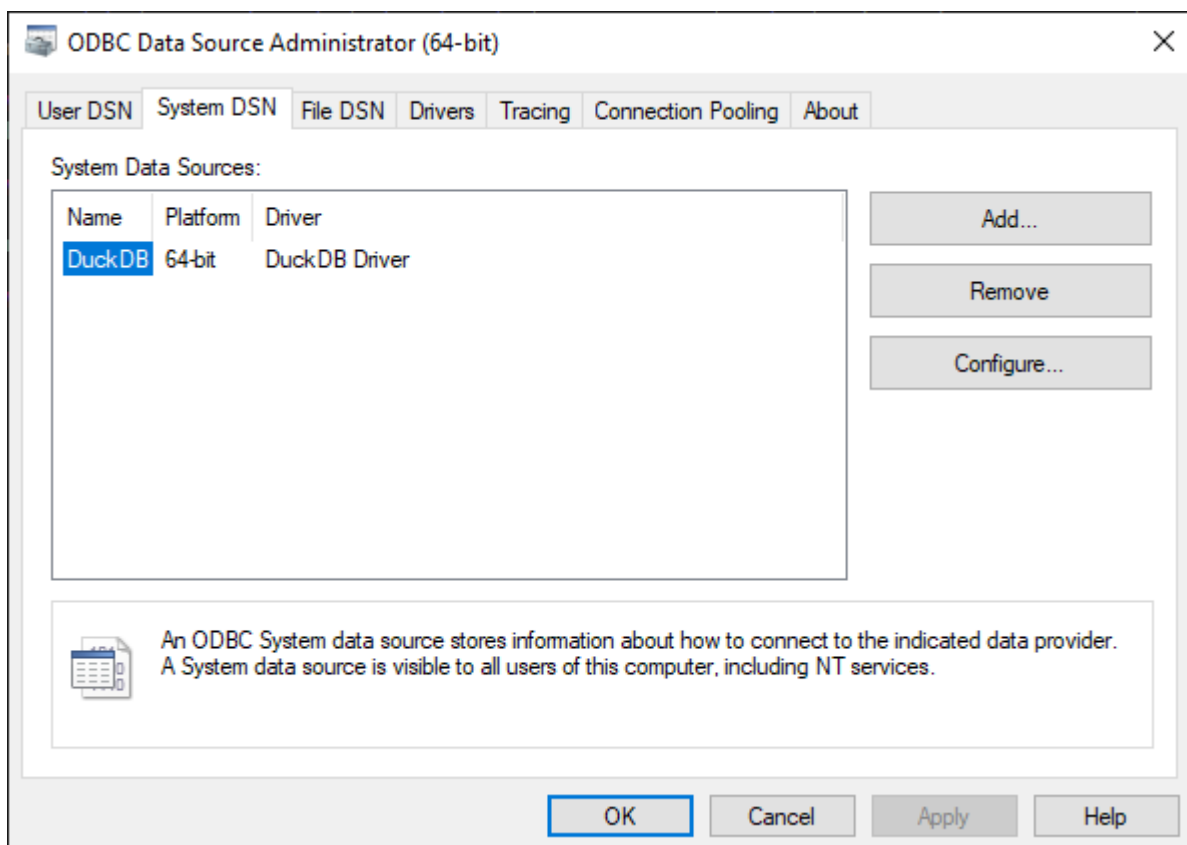 ODBC Data Source Administrator (64-bit)
User DSN System DSN File DSN Drivers Tracing Connection Pooling About
System Data Sources:
Name Platform Driver
DuckDB 64-bit DuckDB Driver
Add...
Remove
Configure...
An ODBC System data source stores information about how to connect to the indicated data provider.
A System data source is visible to all users of this computer, including NT services.
OK Cancel Apply Help